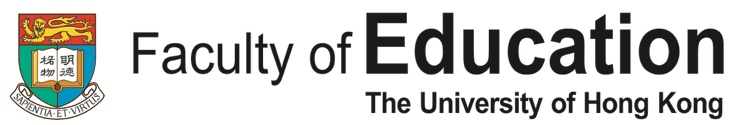 Faculty of Education
The University of Hong Kong
明德
格物
SAPIENTIA·ET·VIRTUS